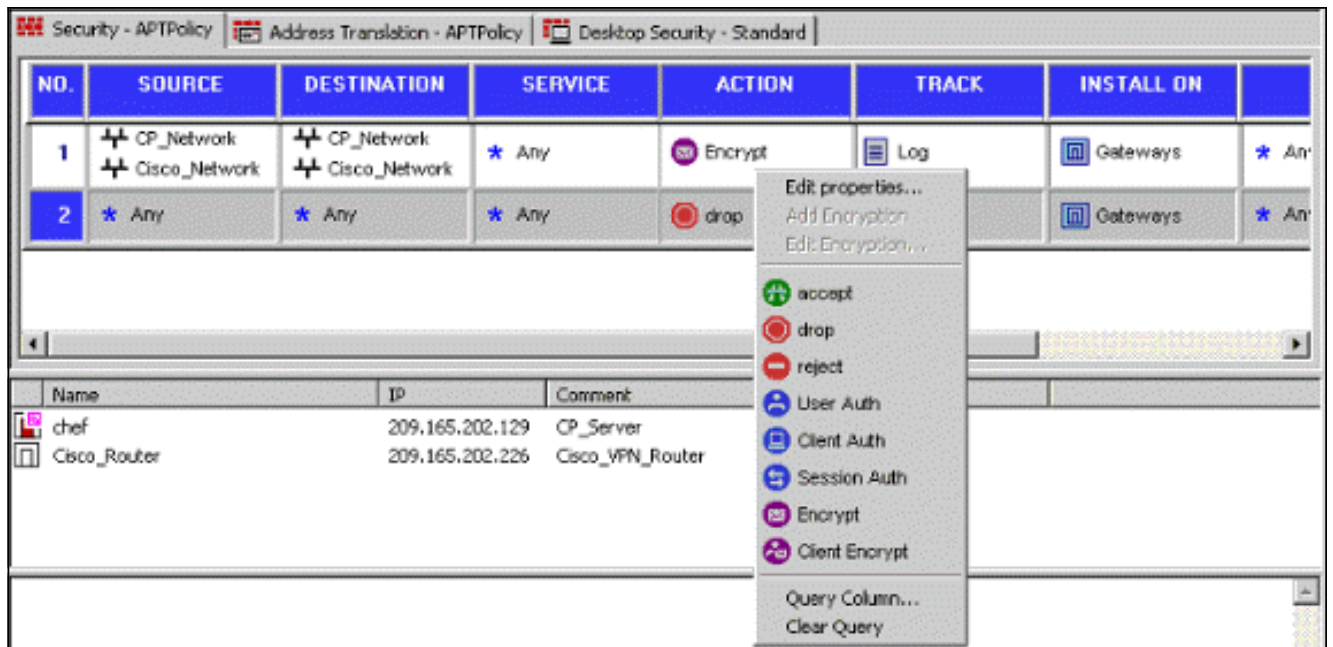 Security - APTPolicy Address Translation - APTPolicy Desktop Security - Standard
NO. SOURCE DESTINATION SERVICE ACTION TRACK INSTALL ON
1 CP_Network CP_Network * Any Encrypt Log Gateways * An
Cisco_Network Cisco_Network
2 * Any * Any * Any drop Gateways * An
Edit properties...
Add Encryption
Edit Encryption...
accept
drop
reject
User Auth
Client Auth
Session Auth
Encrypt
Client Encrypt
Query Column...
Clear Query
Name IP Comment
chef 209.165.202.129 CP_Server
Cisco_Router 209.165.202.226 Cisco_VPN_Router